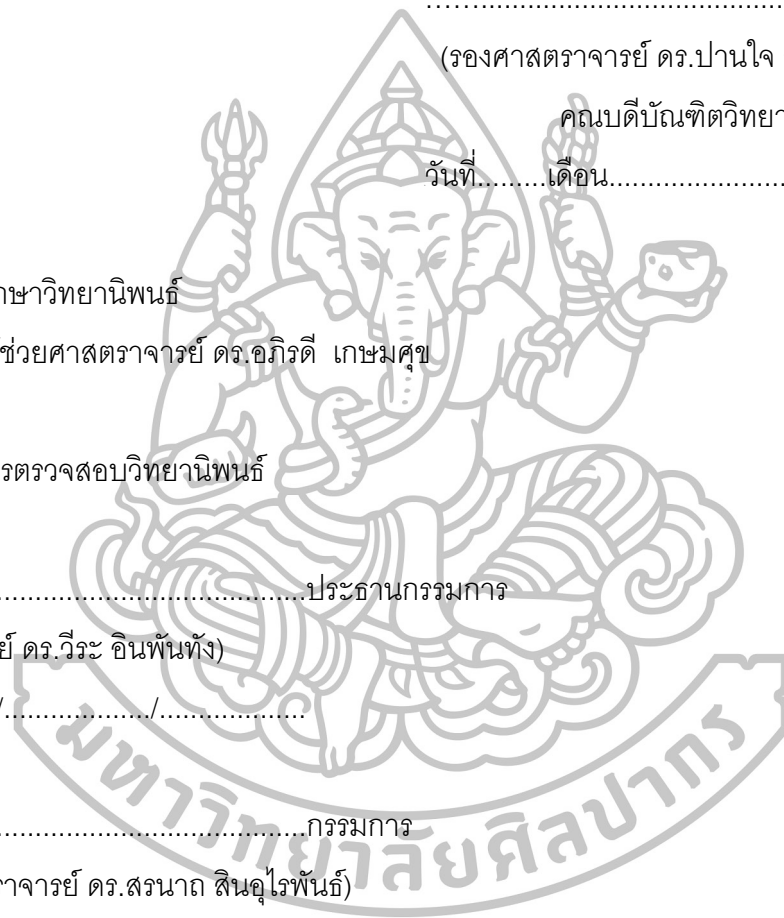 .......................................
(รองศาสตราจารย์ ดร.ปานใจ
คณบดีบัณฑิตวิทยา
วันที่.........เดือน.......................
าษาวิทยานิพนธ์
ช่วยศาสตราจารย์ ดร.อภิรดี เกษมศุข
รตรวจสอบวิทยานิพนธ์
.......................................ประธานกรรมการ
ย์ ดร.วีระ อินพันทัง)
/.................../...................
.......................................กรรมการ
าจารย์ ดร.สรนาถ สินอุไรพันธ์)
มหาวิทยาลัยศิลปากร